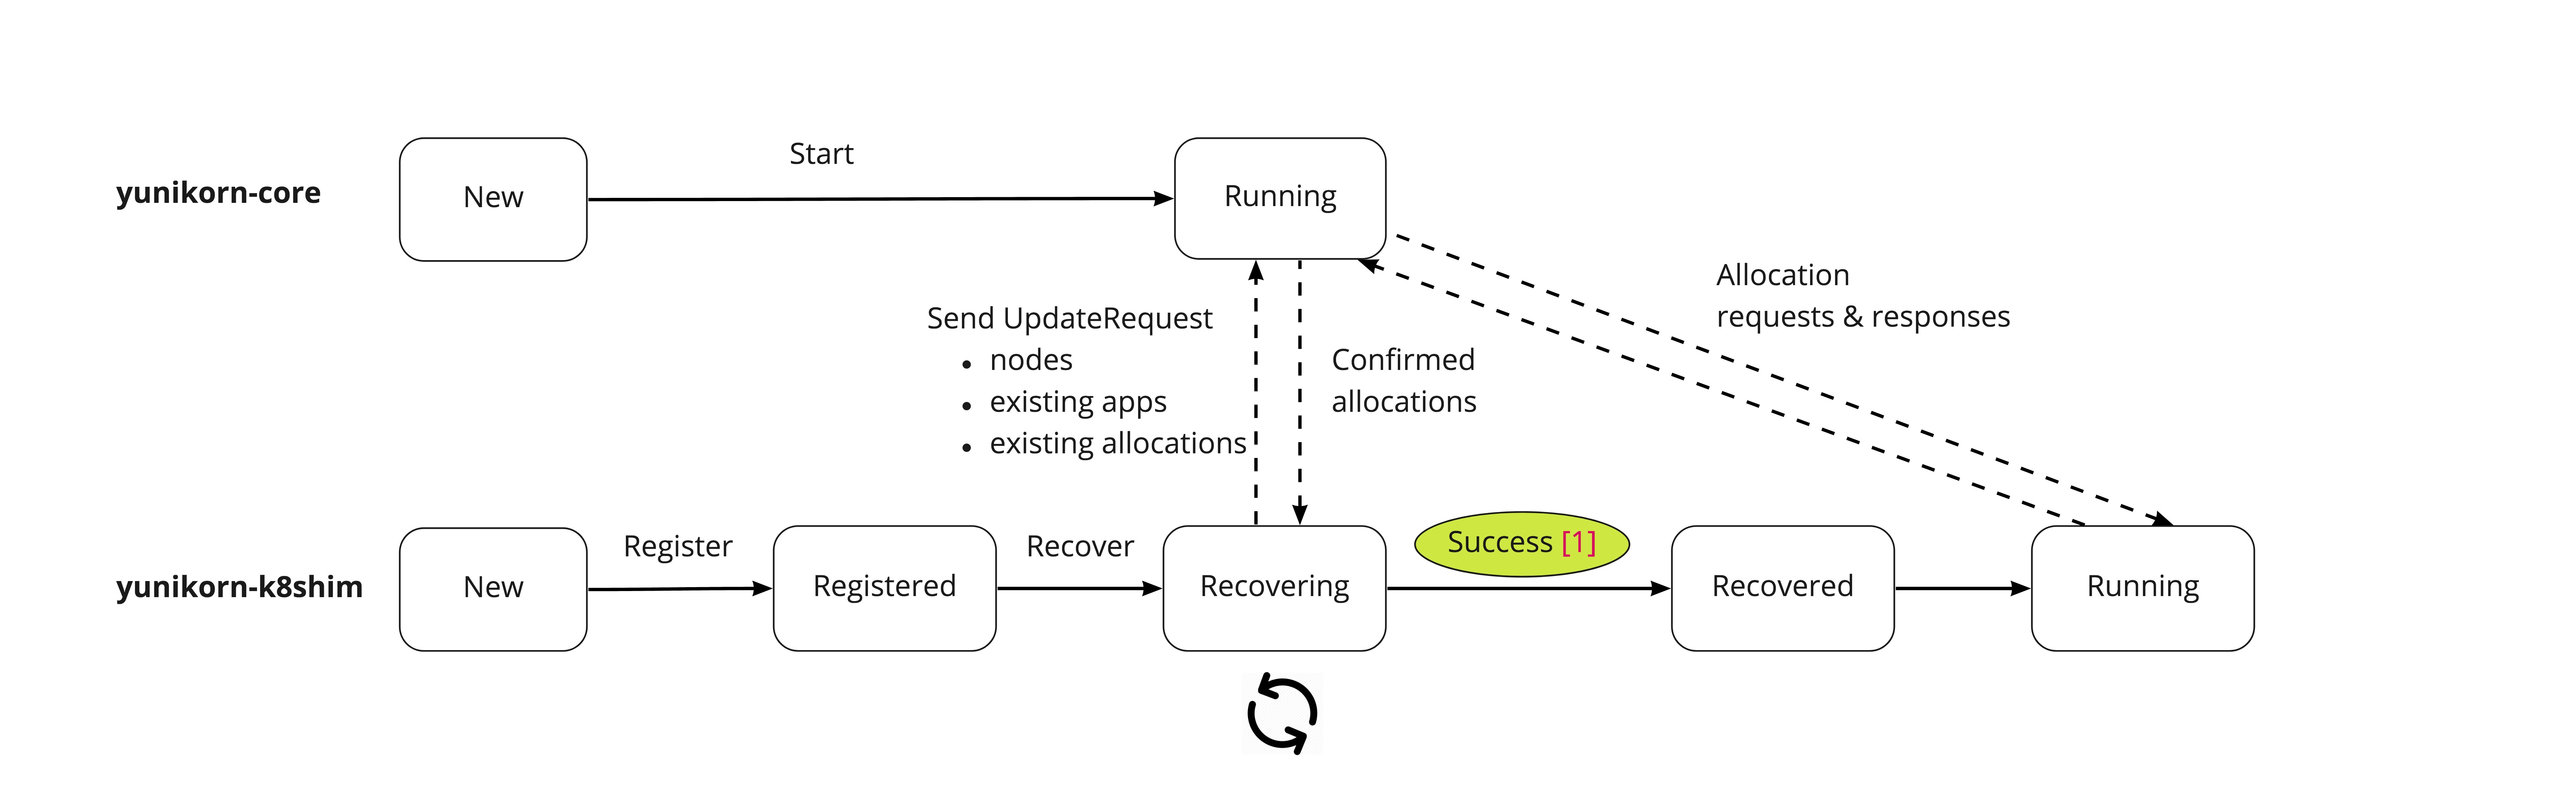 Start
yunikorn-core
New
Running
Allocation
requests & responses
Send UpdateRequest
• nodes
• existing apps
• existing allocations
Confirmed
allocations
yunikorn-k8shim
New
Register
Registered
Recover
Recovering
Success [1]
Recovered
Running